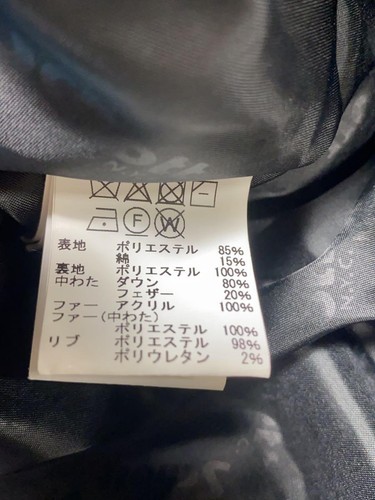 F
W
表地 ポリエステル 85%
綿 15%
裏地 ポリエステル 100%
中わた ダウン 80%
フェザー 20%
ファー アクリル 100%
ファー(中わた)
ポリエステル 100%
リブ ポリエステル 98%
ポリウレタン 2%